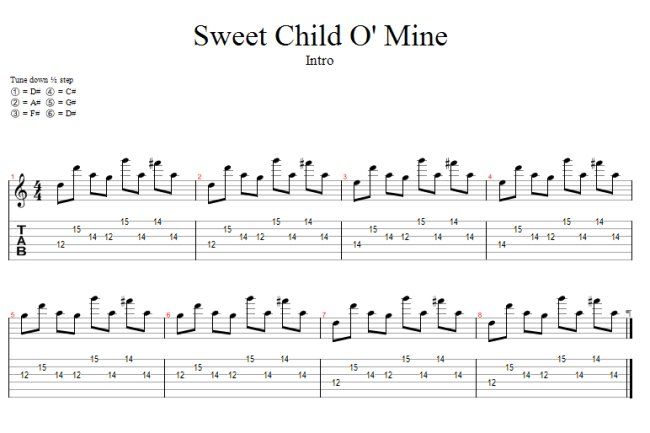 Sweet Child O' Mine
Intro
Tune down ½ step
① = D# ④ = C#
② = A# ⑤ = G#
③ = F# ⑥ = D#
1 2 3 4
4
4
TAB 12 15 14 12 15 14 14 14 12 15 14 12 15 14 14 14 14 15 14 12 15 14 14 14 14 15 14 12 15 14 14 14
5 6 7 8
12 15 14 12 15 14 14 14 12 15 14 12 15 14 14 14 12 15 14 12 15 14 14 14 12 15 14 12 15 14 14 14